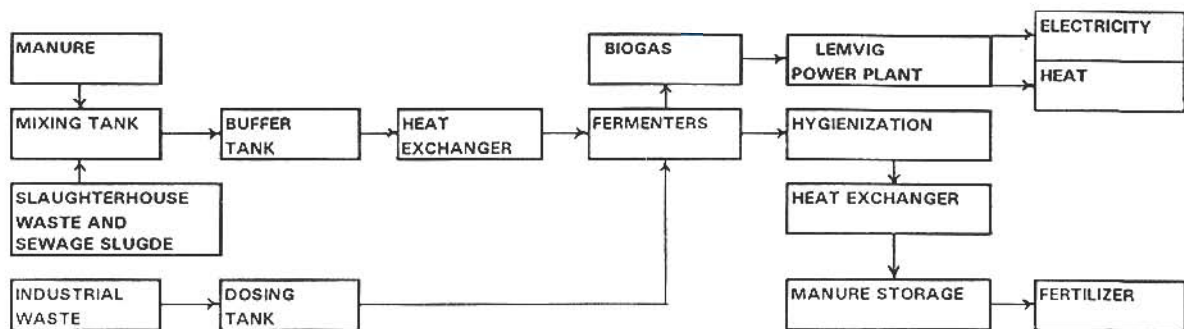 MANURE
BIOGAS
LEMVIG
POWER PLANT
ELECTRICITY
HEAT
MIXING TANK
BUFFER
TANK
HEAT
EXCHANGER
FERMENTERS
HYGIENIZATION
SLAUGHTERHOUSE
WASTE AND
SEWAGE SLUGDE
HEAT EXCHANGER
INDUSTRIAL
WASTE
DOSING
TANK
MANURE STORAGE
FERTILIZER